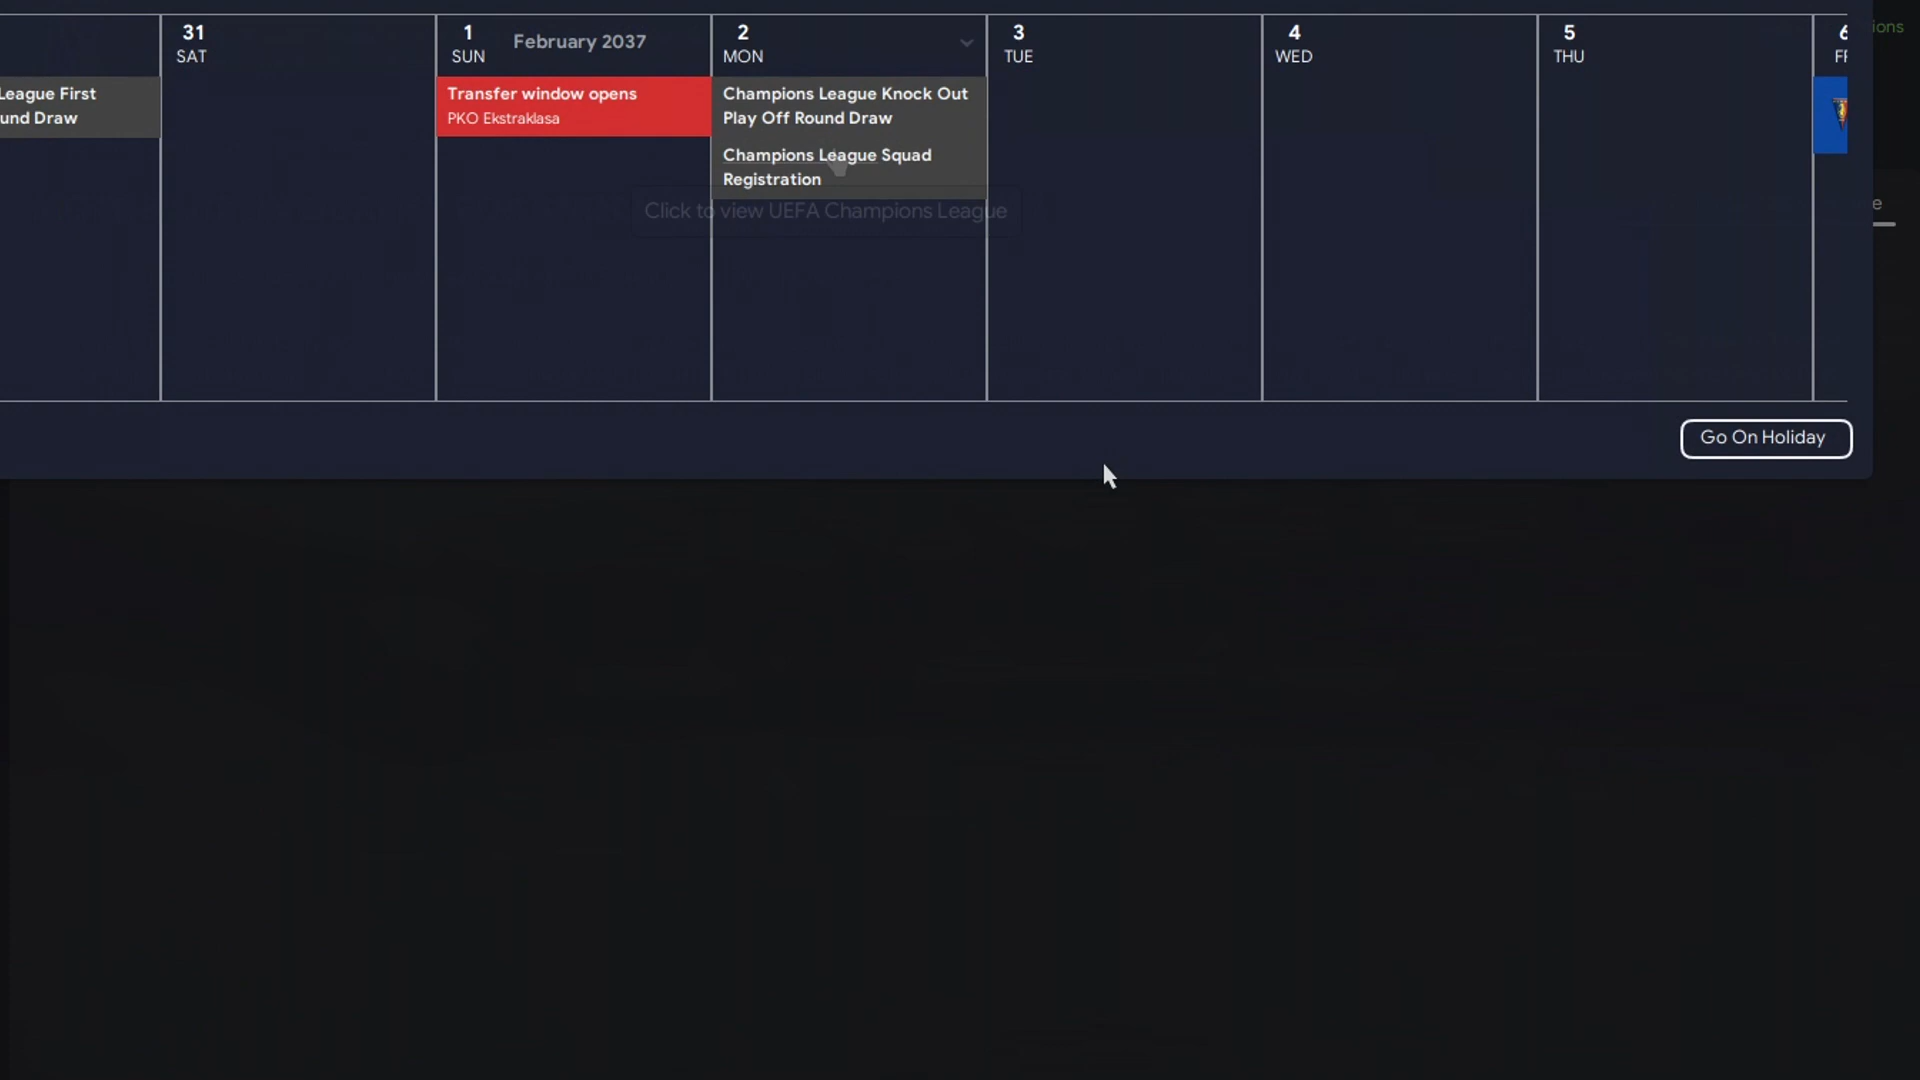 31
SAT
1
SUN
February 2037
2
MON
3
TUE
4
WED
5
THU
6
League First
Draw
Transfer window opens
PKO Ekstraklasa
Champions League Knock Out
Play Off Round Draw
Champions League Squad
Registration
Click to view UEFA Champions League
Go On Holiday